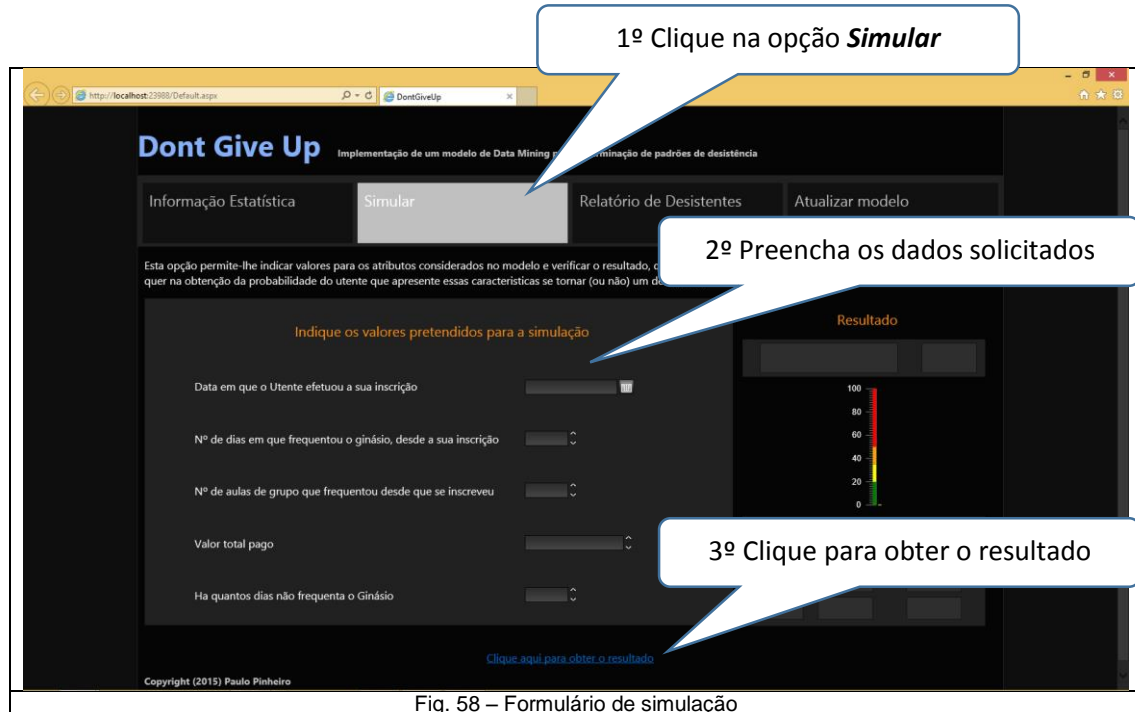 1º Clique na opção Simular
http://localhost:23988/Default.aspx
DontGiveUp
Dont Give Up
Implementação de um modelo de Data Mining p minação de padrões de desistência
Informação Estatística
Simular
Relatório de Desistentes
Atualizar modelo
2º Preencha os dados solicitados
Esta opção permite-lhe indicar valores para os atributos considerados no modelo e verificar o resultado,
quer na obtenção da probabilidade do utente que apresente essas caracteristicas se tornar (ou não) um
Indique os valores pretendidos para a simulação
Resultado
Data em que o Utente efetuou a sua inscrição
Nº de dias em que frequentou o ginásio, desde a sua inscrição
Nº de aulas de grupo que frequentou desde que se inscreveu
Valor total pago
Ha quantos dias não frequenta o Ginásio
100
80
60
40
20
0
3º Clique para obter o resultado
Clique aqui para obter o resultado
Copyright (2015) Paulo Pinheiro
Fig. 58 – Formulário de simulação